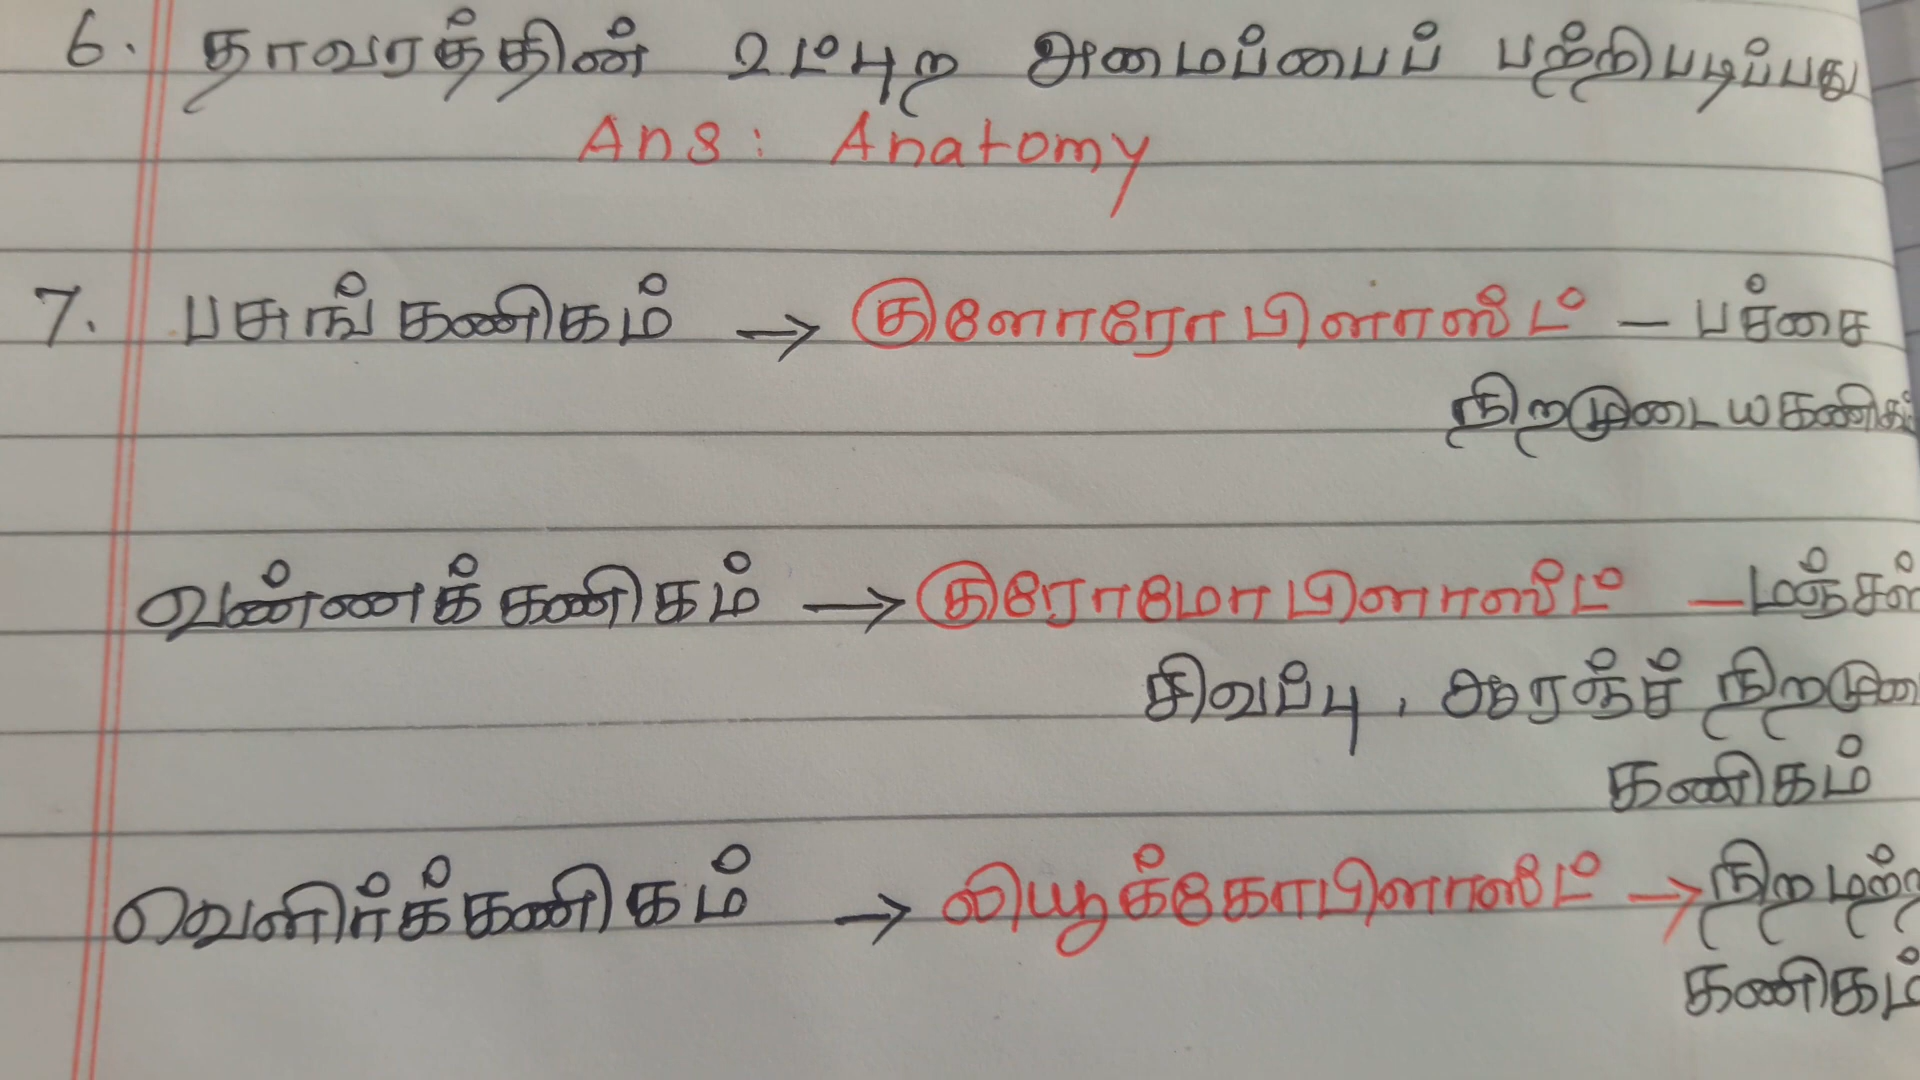 6. தாவரத்தின் உட்புற அமைப்பைப் பற்றி படிப்பது
Ans: Anatomy
7. பசுங்கணிகம் → குளோரோபிளாஸ்ட் – பச்சை
நிறமுடைய கணிகம்
வண்ணக்கணிகம் → குரோமோபிளாஸ்ட் – மஞ்சள்
சிவப்பு, ஆரஞ்ச்
கணிகம்
வெளிர்க்கணிகம் → லியூக்கோபிளாஸ்ட் → நிறமற்ற
கணிகம்